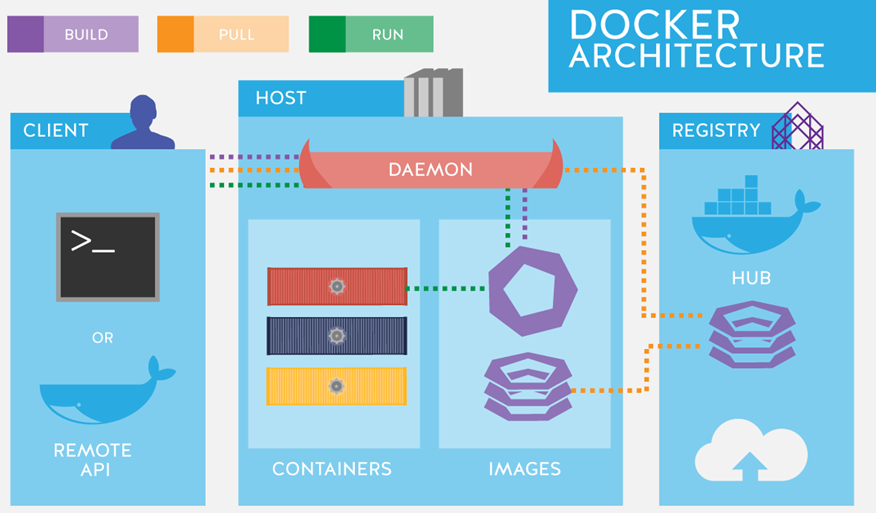 BUILD
PULL
RUN
DOCKER
ARCHITECTURE
CLIENT
HOST
REGISTRY
DAEMON
>_
OR
HUB
REMOTE
API
CONTAINERS
IMAGES